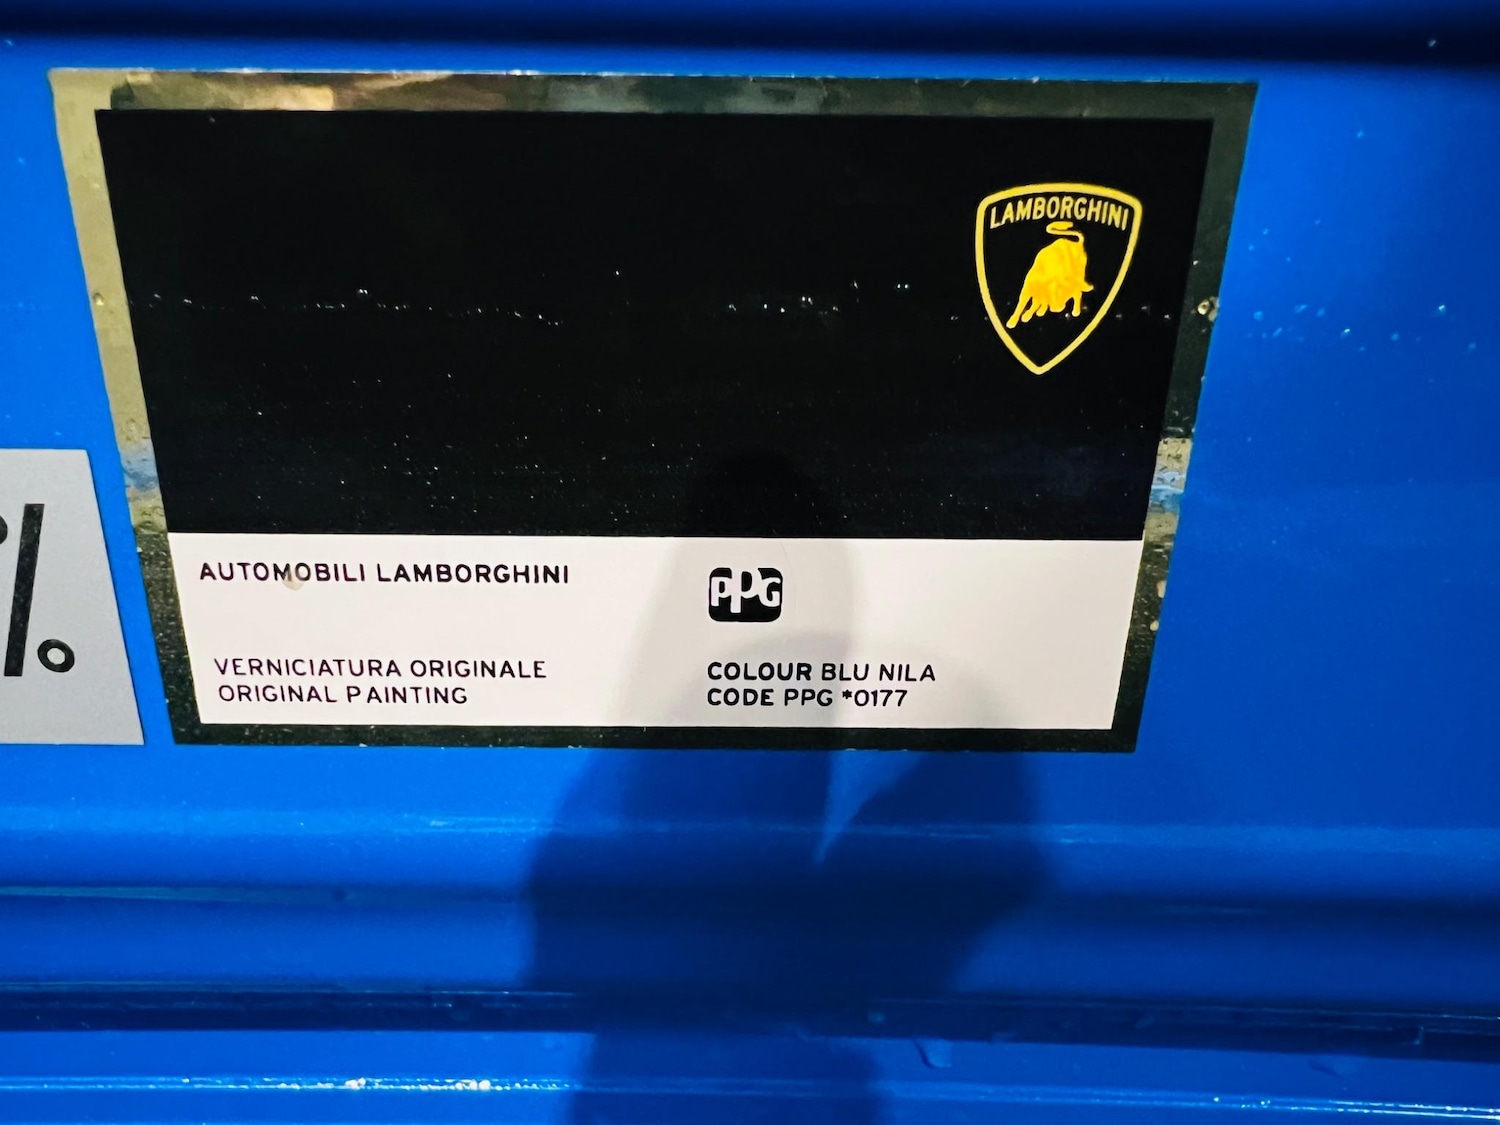 LAMBORGHINI
AUTOMOBILI LAMBORGHINI
PPG
VERNICIATURA ORIGINALE
ORIGINAL PAINTING
COLOUR BLU NILA
CODE PPG *0177